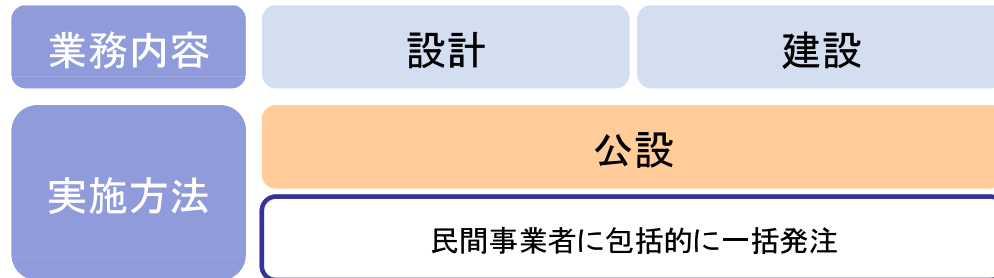 業務内容 設計 建設
公設
実施方法
民間事業者に包括的に一括発注